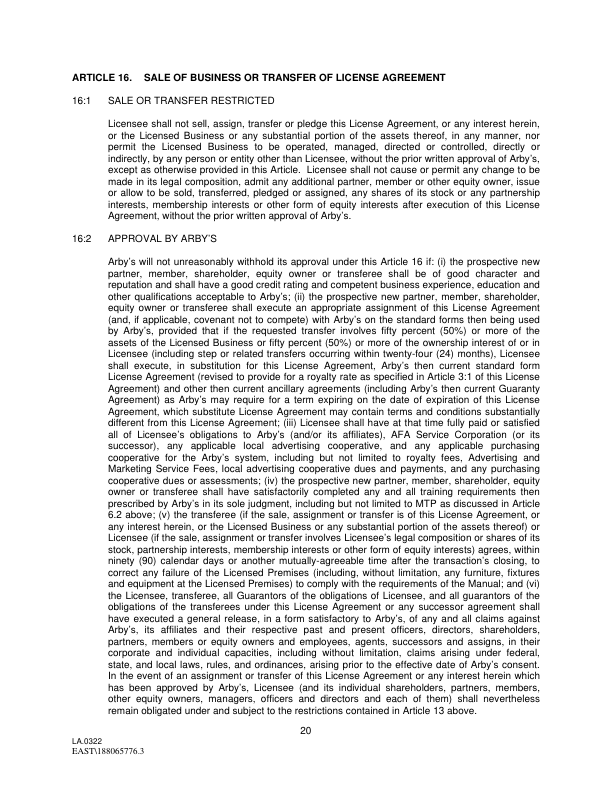 ARTICLE 16. SALE OF BUSINESS OR TRANSFER OF LICENSE AGREEMENT
16:1 SALE OR TRANSFER RESTRICTED
Licensee shall not sell, assign, transfer or pledge this License Agreement, or any interest herein,
or the Licensed Business or any substantial portion of the assets thereof, in any manner, nor
permit the Licensed Business to be operated, managed, directed or controlled, directly or
indirectly, by any person or entity other than Licensee, without the prior written approval of Arby's,
except as otherwise provided in this Article. Licensee shall not cause or permit any change to be
made in its legal composition, admit any additional partner, member or other equity owner, issue
or allow to be sold, transferred, pledged or assigned, any shares of its stock or any partnership
interests, membership interests or other form of equity interests after execution of this License
Agreement, without the prior written approval of Arby's.
16:2 APPROVAL BY ARBY'S
Arby's will not unreasonably withhold its approval under this Article 16 if: (i) the prospective new
partner, member, shareholder, equity owner or transferee shall be of good character and
reputation and shall have a good credit rating and competent business experience, education and
other qualifications acceptable to Arby's; (ii) the prospective new partner, member, shareholder,
equity owner or transferee shall execute an appropriate assignment of this License Agreement
(and, if applicable, covenant not to compete) with Arby's on the standard forms then being used
by Arby's, provided that if the requested transfer involves fifty percent (50%) or more of the
assets of the Licensed Business or fifty percent (50%) or more of the ownership interest of or in
Licensee (including step or related transfers occurring within twenty-four (24) months), Licensee
shall execute, in substitution for this License Agreement, Arby's then current standard form
License Agreement (revised to provide for a royalty rate as specified in Article 3:1 of this License
Agreement) and other then current ancillary agreements (including Arby's then current Guaranty
Agreement) as Arby's may require for a term expiring on the date of expiration of this License
Agreement, which substitute License Agreement may contain terms and conditions substantially
different from this License Agreement; (iii) Licensee shall have at that time fully paid or satisfied
all of Licensee's obligations to Arby's (and/or its affiliates), AFA Service Corporation (or its
successor), any applicable local advertising cooperative, and any applicable purchasing
cooperative for the Arby's system, including but not limited to royalty fees, Advertising and
Marketing Service Fees, local advertising cooperative dues and payments, and any purchasing
cooperative dues or assessments; (iv) the prospective new partner, member, shareholder, equity
owner or transferee shall have satisfactorily completed any and all training requirements then
prescribed by Arby's in its sole judgment, including but not limited to MTP as discussed in Article
6.2 above; (v) the transferee (if the sale, assignment or transfer is of this License Agreement, or
any interest herein, or the Licensed Business or any substantial portion of the assets thereof) or
Licensee (if the sale, assignment or transfer involves Licensee's legal composition or shares of its
stock, partnership interests, membership interests or other form of equity interests) agrees, within
ninety (90) calendar days or another mutually-agreeable time after the transaction's closing, to
correct any failure of the Licensed Premises (including, without limitation, any furniture, fixtures
and equipment at the Licensed Premises) to comply with the requirements of the Manual; and (vi)
the Licensee, transferee, all Guarantors of the obligations of Licensee, and all guarantors of the
obligations of the transferees under this License Agreement or any successor agreement shall
have executed a general release, in a form satisfactory to Arby's, of any and all claims against
Arby's, its affiliates and their respective past and present officers, directors, shareholders,
partners, members or equity owners and employees, agents, successors and assigns, in their
corporate and individual capacities, including without limitation, claims arising under federal,
state, and local laws, rules, and ordinances, arising prior to the effective date of Arby's consent.
In the event of an assignment or transfer of this License Agreement or any interest herein which
has been approved by Arby's, Licensee (and its individual shareholders, partners, members,
other equity owners, managers, officers and directors and each of them) shall nevertheless
remain obligated under and subject to the restrictions contained in Article 13 above.
20
LA.0322
EAST\188065776.3